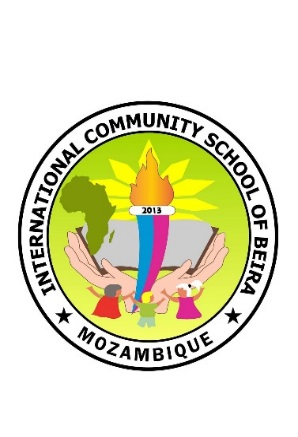 INTERNATIONAL COMMUNITY SCHOOL OF BEIRA
2013
MOZAMBIQUE